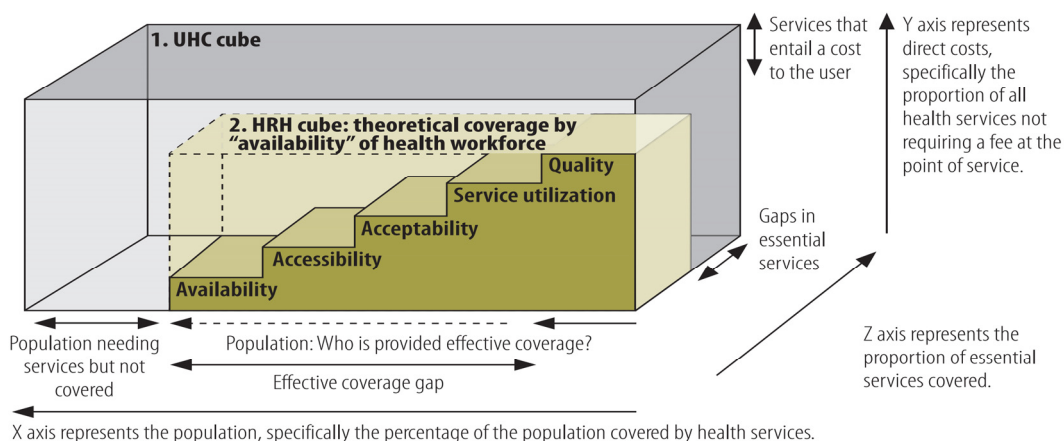 1. UHC cube
2. HRH cube: theoretical coverage by
“availability” of health workforce
Quality
Service utilization
Acceptability
Accessibility
Availability
Services that
entail a cost
to the user
Y axis represents
direct costs,
specifically the
proportion of all
health services not
requiring a fee at the
point of service.
Gaps in
essential
services
Z axis represents the
proportion of essential
services covered.
Population needing
services but not
covered
Population: Who is provided effective coverage?
Effective coverage gap
X axis represents the population, specifically the percentage of the population covered by health services.